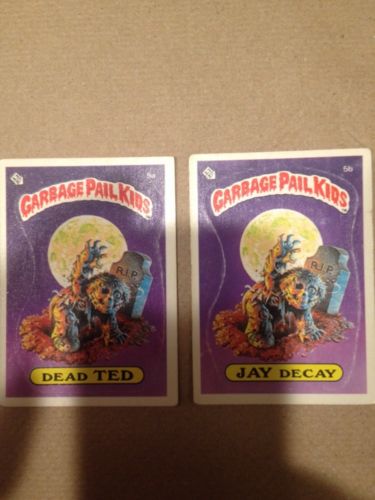 5a
GARBAGE PAIL KIDS
R.I.P.
DEAD TED
5b
GARBAGE PAIL KIDS
R.I.P.
JAY DECAY